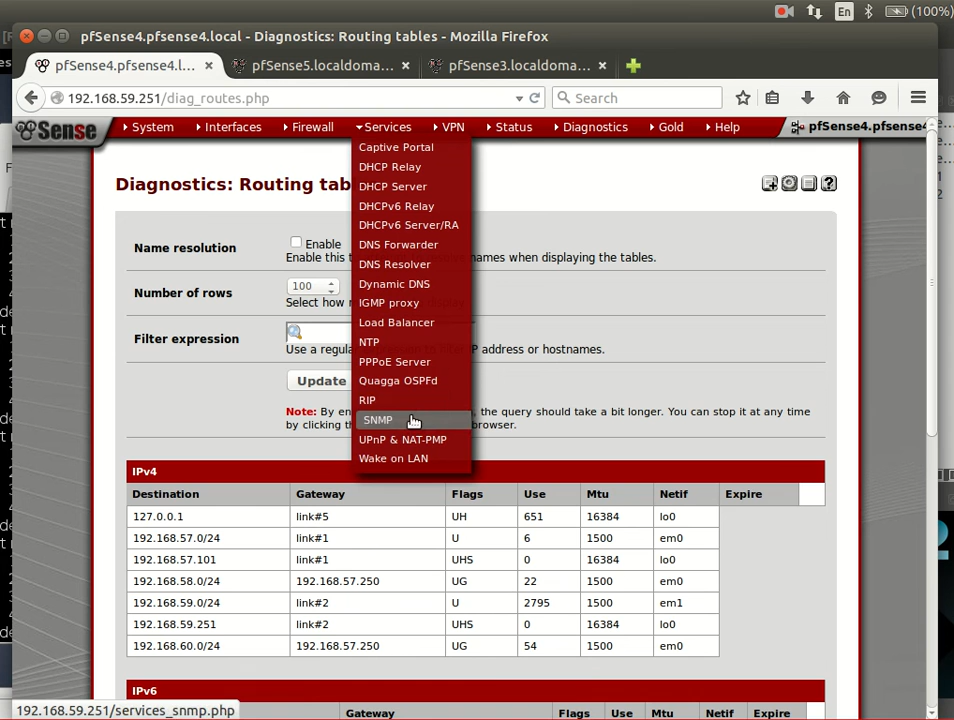 En (100%)
pfSense4.pfsense4.local - Diagnostics: Routing tables - Mozilla Firefox
pfSense4.pfsense4.l... × pfSense5.localdoma... × pfSense3.localdoma... ×
192.168.59.251/diag_routes.php Search
Sense System Interfaces Firewall Services VPN Status Diagnostics Gold Help pfSense4.pfsense4
Captive Portal
DHCP Relay
DHCP Server
DHCPv6 Relay
DHCPv6 Server/RA
DNS Forwarder
DNS Resolver
Dynamic DNS
IGMP proxy
Load Balancer
NTP
PPPoE Server
Quagga OSPFd
RIP
SNMP
UPnP & NAT-PMP
Wake on LAN
Diagnostics: Routing tab
Name resolution Enable
Enable this t names when displaying the tables.
Number of rows 100
Select how
Filter expression
Use a regul IP address or hostnames.
Update
Note: By en , the query should take a bit longer. You can stop it at any time
by clicking t browser.
IPv4
Destination Gateway Flags Use Mtu Netif Expire
127.0.0.1 link#5 UH 651 16384 lo0
192.168.57.0/24 link#1 U 6 1500 em0
192.168.57.101 link#1 UHS 0 16384 lo0
192.168.58.0/24 192.168.57.250 UG 22 1500 em0
192.168.59.0/24 link#2 U 2795 1500 em1
192.168.59.251 link#2 UHS 0 16384 lo0
192.168.60.0/24 192.168.57.250 UG 54 1500 em0
IPv6
Gateway Flags Use Mtu Netif Expire
192.168.59.251/services_snmp.php